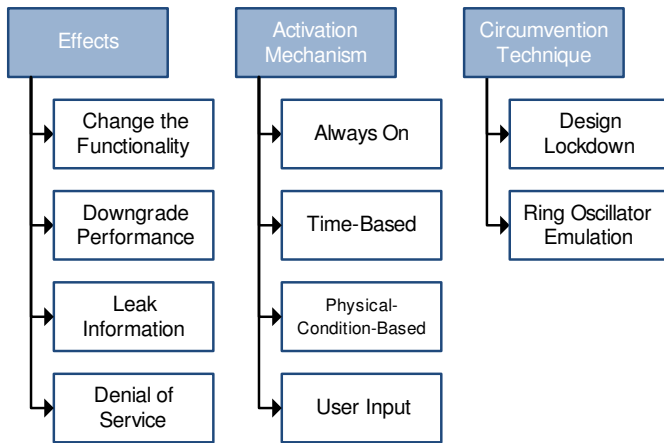 Effects
Change the
Functionality
Downgrade
Performance
Leak
Information
Denial of
Service
Activation
Mechanism
Always On
Time-Based
Physical-
Condition-Based
User Input
Circumvention
Technique
Design
Lockdown
Ring Oscillator
Emulation